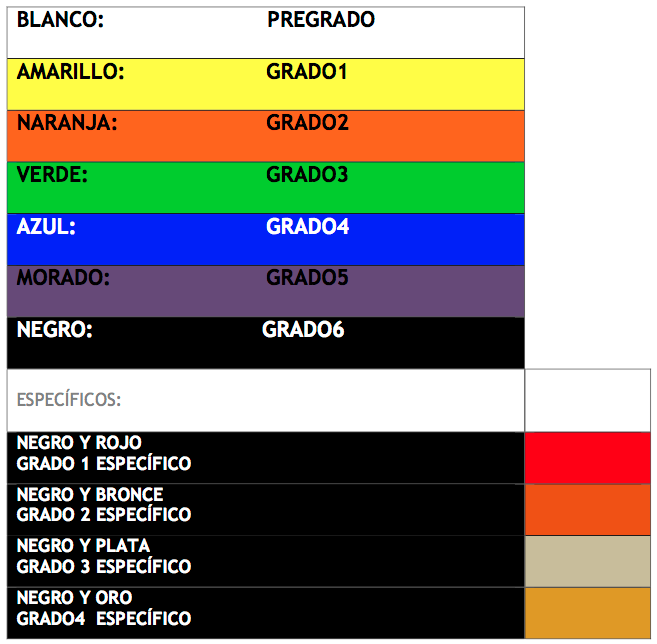 BLANCO: PREGRADO
AMARILLO: GRADO1
NARANJA: GRADO2
VERDE: GRADO3
AZUL: GRADO4
MORADO: GRADO5
NEGRO: GRADO6
ESPECÍFICOS:
NEGRO Y ROJO
GRADO 1 ESPECÍFICO
NEGRO Y BRONCE
GRADO 2 ESPECÍFICO
NEGRO Y PLATA
GRADO 3 ESPECÍFICO
NEGRO Y ORO
GRADO4 ESPECÍFICO